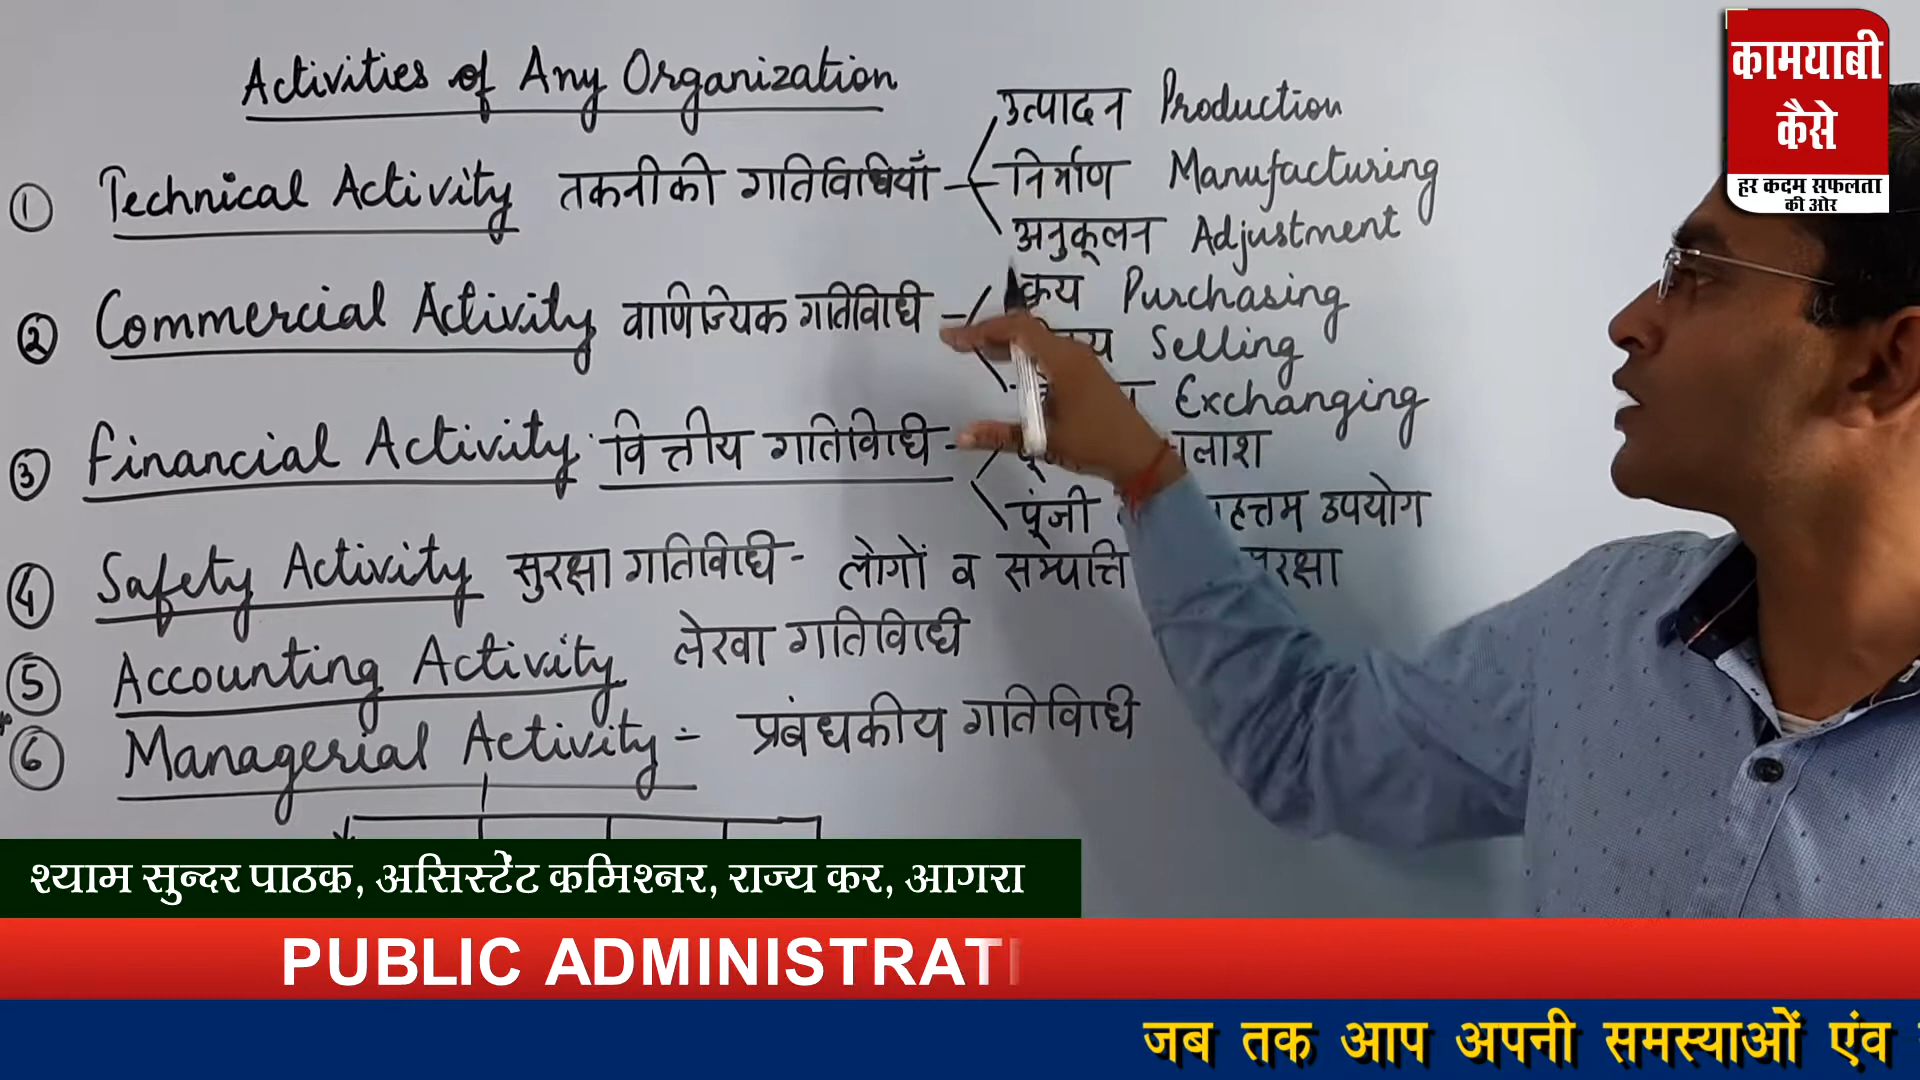 Activities of Any Organization
① Technical Activity तकनीकी गतिविधियाँ
उत्पादन Production
निर्माण Manufacturing
अनुकूलन Adjustment
② Commercial Activity वाणिज्यिक गतिविधि
क्रय Purchasing
Selling
Exchanging
③ Financial Activity वित्तीय गतिविधि -
पूंजी उपयोग
④ Safety Activity सुरक्षा गतिविधि - लोगों व सम्पत्ति
⑤ Accounting Activity लेखा गतिविधि
⑥ Managerial Activity - प्रबंधकीय गतिविधि
कामयाबी
कैसे
हर कदम सफलता
की ओर
श्याम सुन्दर पाठक, असिस्टेंट कमिश्नर, राज्य कर, आगरा
PUBLIC ADMINISTRAT
जब तक आप अपनी समस्याओं एंव